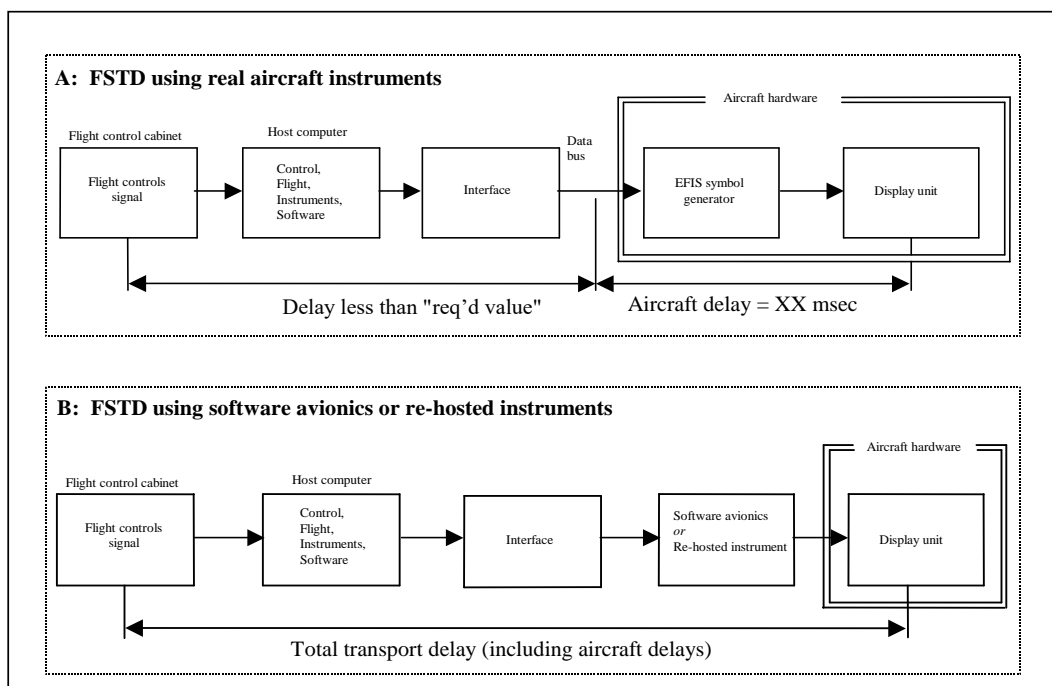 A: FSTD using real aircraft instruments
Aircraft hardware
Flight control cabinet
Host computer
Data
bus
Flight controls
signal
Control,
Flight,
Instruments,
Software
Interface
EFIS symbol
generator
Display unit
Delay less than "req'd value"
Aircraft delay = XX msec
B: FSTD using software avionics or re-hosted instruments
Aircraft hardware
Flight control cabinet
Host computer
Flight controls
signal
Control,
Flight,
Instruments,
Software
Interface
Software avionics
or
Re-hosted instrument
Display unit
Total transport delay (including aircraft delays)